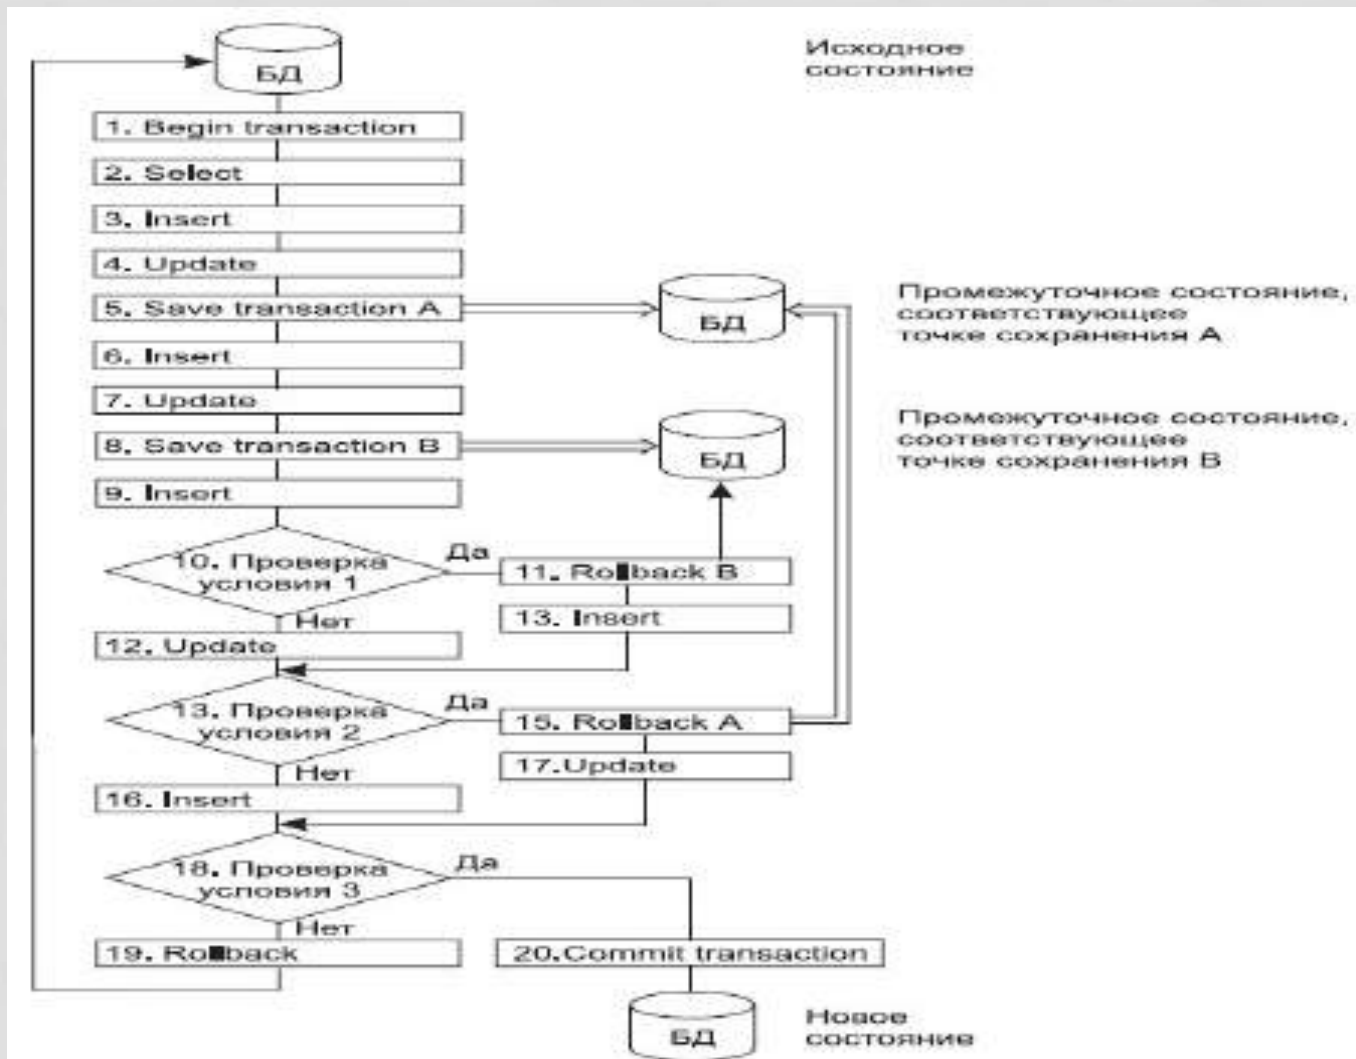 БД
Исходное
состояние
1. Begin transaction
2. Select
3. Insert
4. Update
5. Save transaction A
БД
Промежуточное состояние,
соответствующее
точке сохранения А
6. Insert
7. Update
8. Save transaction B
БД
Промежуточное состояние,
соответствующее
точке сохранения В
9. Insert
10. Проверка
условия 1
Да
11. Rollback B
Нет
13. Insert
12. Update
13. Проверка
условия 2
Да
15. Rollback A
Нет
17.Update
16. Insert
18. Проверка
условия 3
Да
Нет
19. Rollback
20.Commit transaction
БД
Новое
состояние